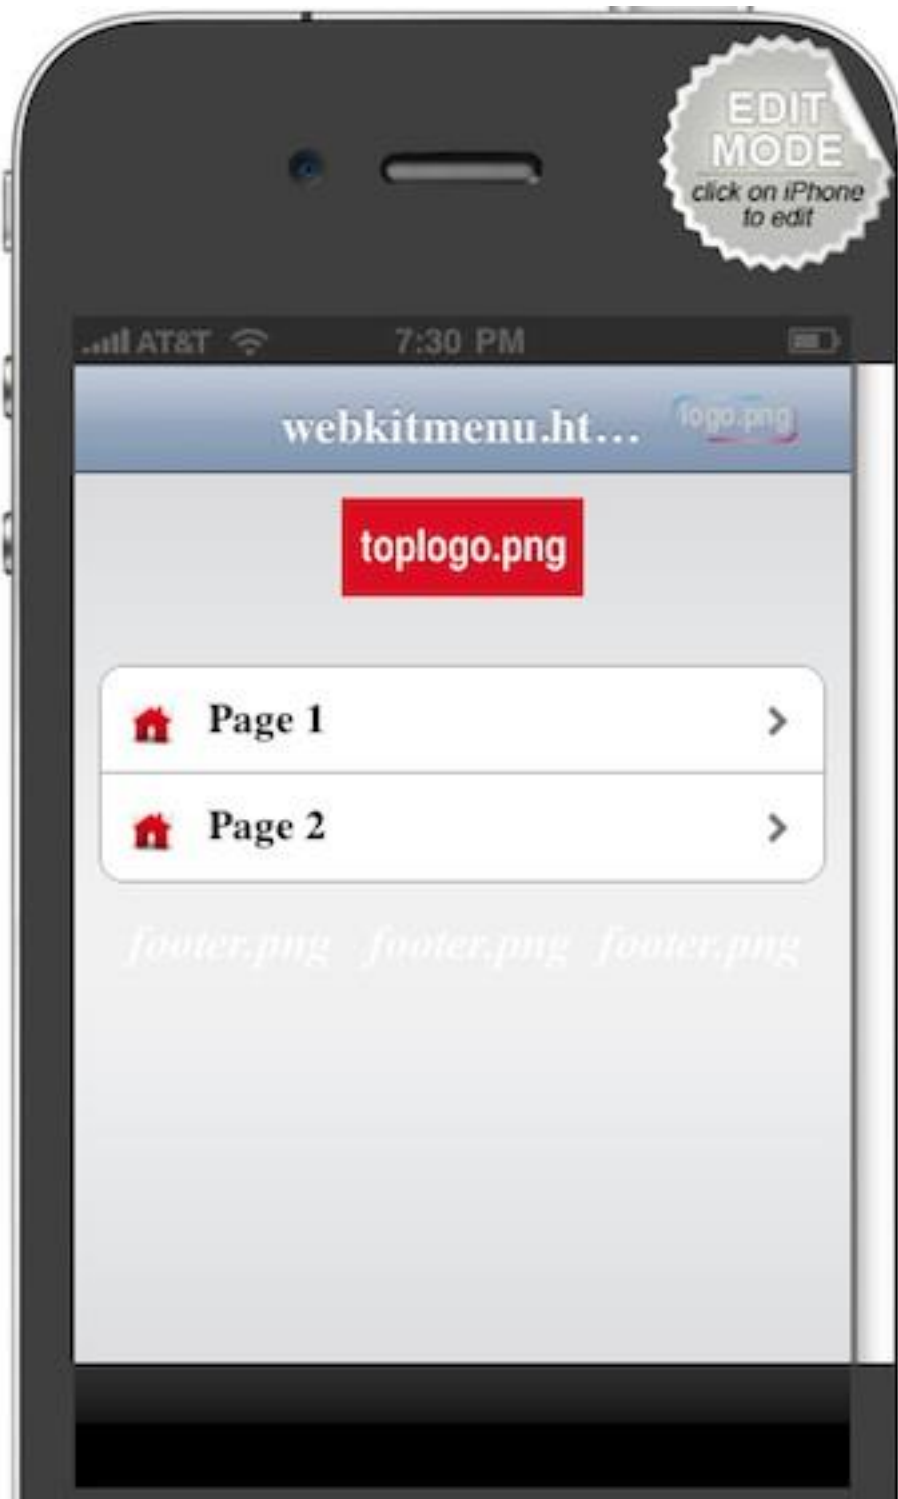 EDIT
MODE
click on iPhone
to edit
AT&T 7:30 PM
webkitmenu.ht... logo.png
toplogo.png
Page 1
Page 2
footer.png footer.png footer.png